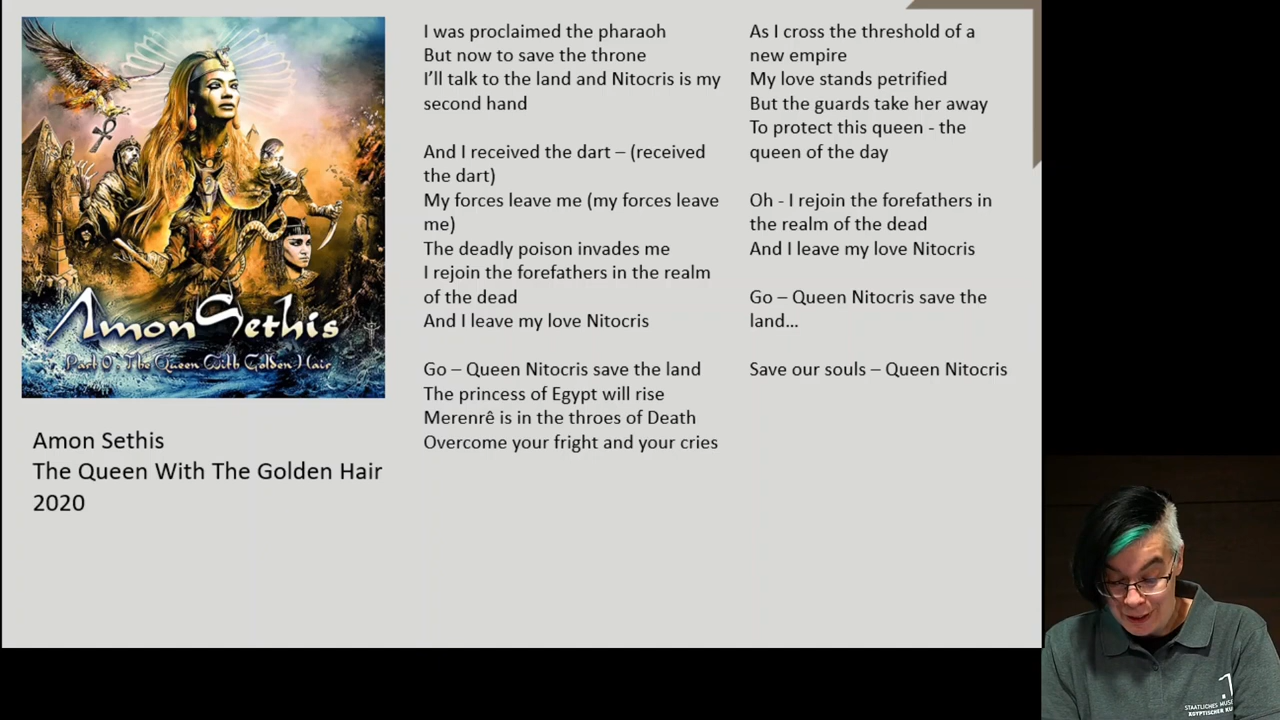 AmonSethis
Part 0 : The Queen With Golden Hair
Amon Sethis
The Queen With The Golden Hair
2020
I was proclaimed the pharaoh
But now to save the throne
I’ll talk to the land and Nitocris is my
second hand
And I received the dart – (received
the dart)
My forces leave me (my forces leave
me)
The deadly poison invades me
I rejoin the forefathers in the realm
of the dead
And I leave my love Nitocris
Go – Queen Nitocris save the land
The princess of Egypt will rise
Merenrê is in the throes of Death
Overcome your fright and your cries
As I cross the threshold of a
new empire
My love stands petrified
But the guards take her away
To protect this queen - the
queen of the day
Oh - I rejoin the forefathers in
the realm of the dead
And I leave my love Nitocris
Go – Queen Nitocris save the
land...
Save our souls – Queen Nitocris
STAATLICHES MUSE
ÄGYPTISCHER KU